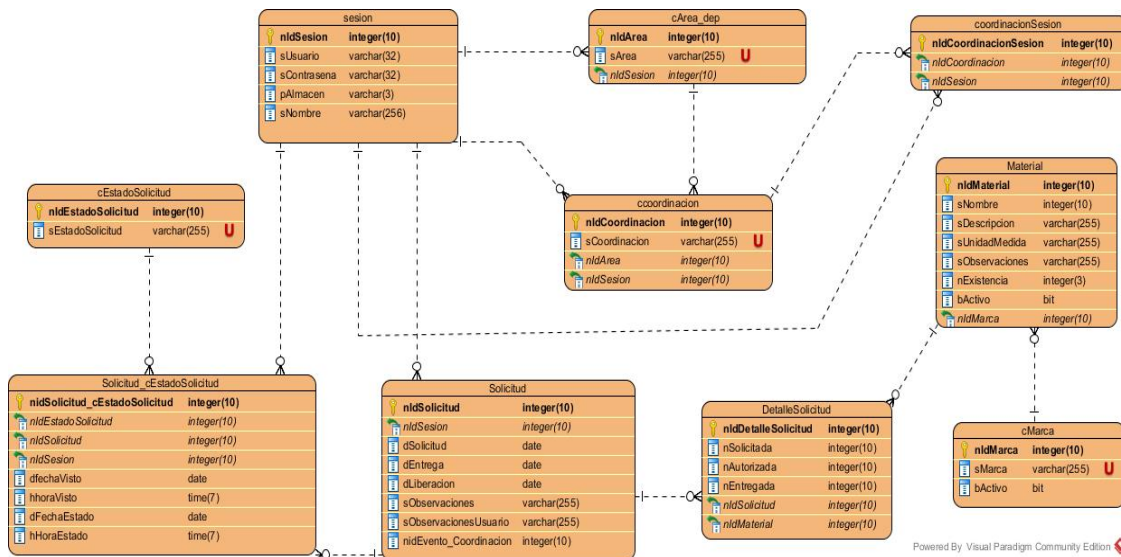 sesion
nIdSesion integer(10)
sUsuario varchar(32)
sContrasena varchar(32)
pAlmacen varchar(3)
sNombre varchar(256)
cArea_dep
nIdArea integer(10)
sArea varchar(255) U
nIdSesion integer(10)
coordinacionSesion
nIdCoordinacionSesion integer(10)
nIdCoordinacion integer(10)
nIdSesion integer(10)
cEstadoSolicitud
nIdEstadoSolicitud integer(10)
sEstadoSolicitud varchar(255) U
ccoordinacion
nIdCoordinacion integer(10)
sCoordinacion varchar(255) U
nIdArea integer(10)
nIdSesion integer(10)
Material
nIdMaterial integer(10)
sNombre integer(10)
sDescripcion varchar(255)
sUnidadMedida varchar(255)
sObservaciones varchar(255)
nExistencia integer(3)
bActivo bit
nIdMarca integer(10)
Solicitud_cEstadoSolicitud
nidSolicitud_cEstadoSolicitud integer(10)
nIdEstadoSolicitud integer(10)
nIdSolicitud integer(10)
nIdSesion integer(10)
dfechaVisto date
hhoraVisto time(7)
dFechaEstado date
hHoraEstado time(7)
Solicitud
nIdSolicitud integer(10)
nIdSesion integer(10)
dSolicitud date
dEntrega date
dLiberacion date
sObservaciones varchar(255)
sObservacionesUsuario varchar(255)
nidEvento_Coordinacion integer(10)
DetalleSolicitud
nIdDetalleSolicitud integer(10)
nSolicitada integer(10)
nAutorizada integer(10)
nEntregada integer(10)
nIdSolicitud integer(10)
nIdMaterial integer(10)
cMarca
nIdMarca integer(10)
sMarca varchar(255) U
bActivo bit
Powered By Visual Paradigm Community Edition